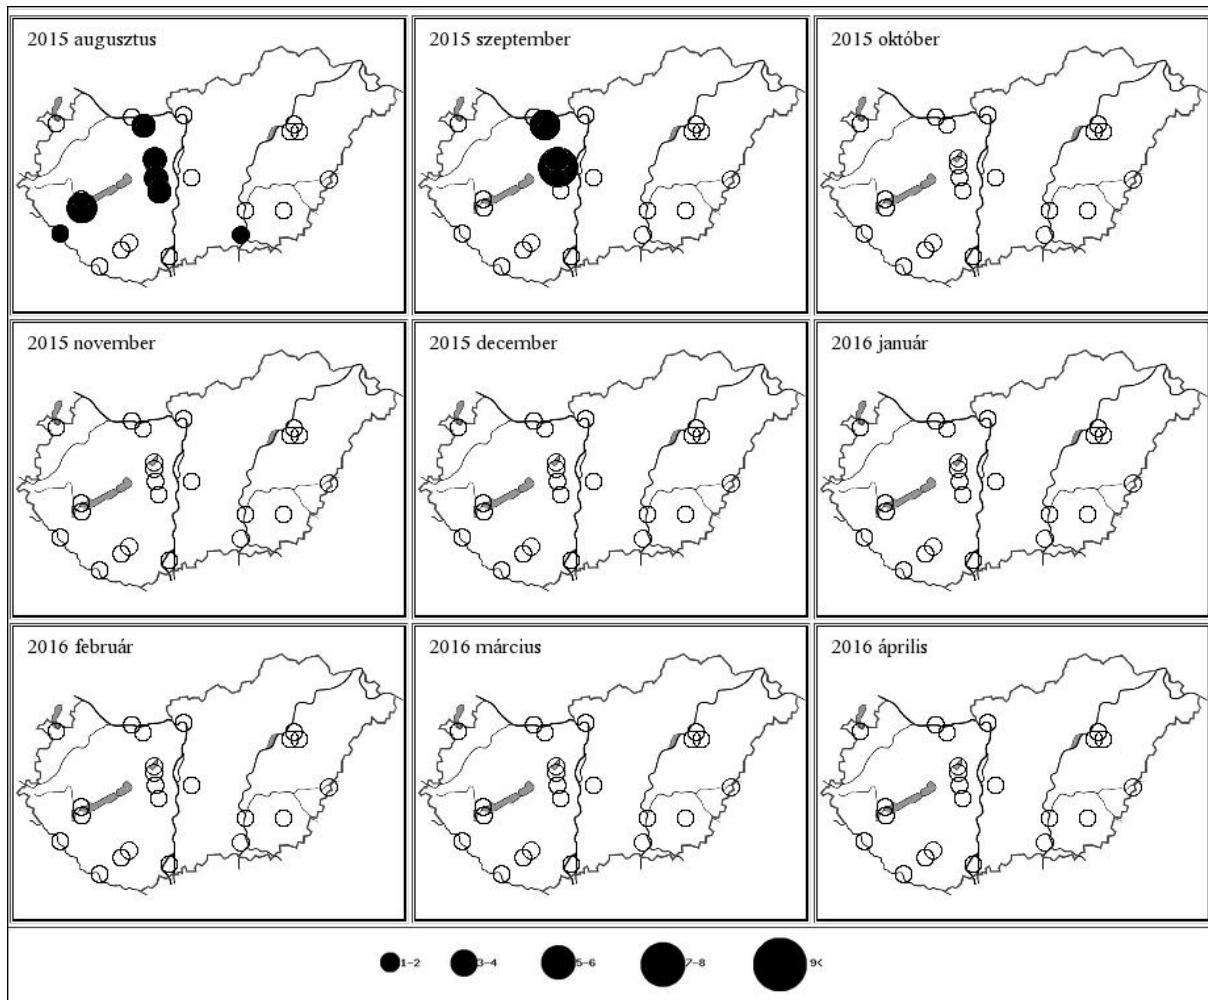 2015 augusztus
2015 szeptember
2015 október
2015 november
2015 december
2016 január
2016 február
2016 március
2016 április
1-2
3-4
5-6
7-8
9<